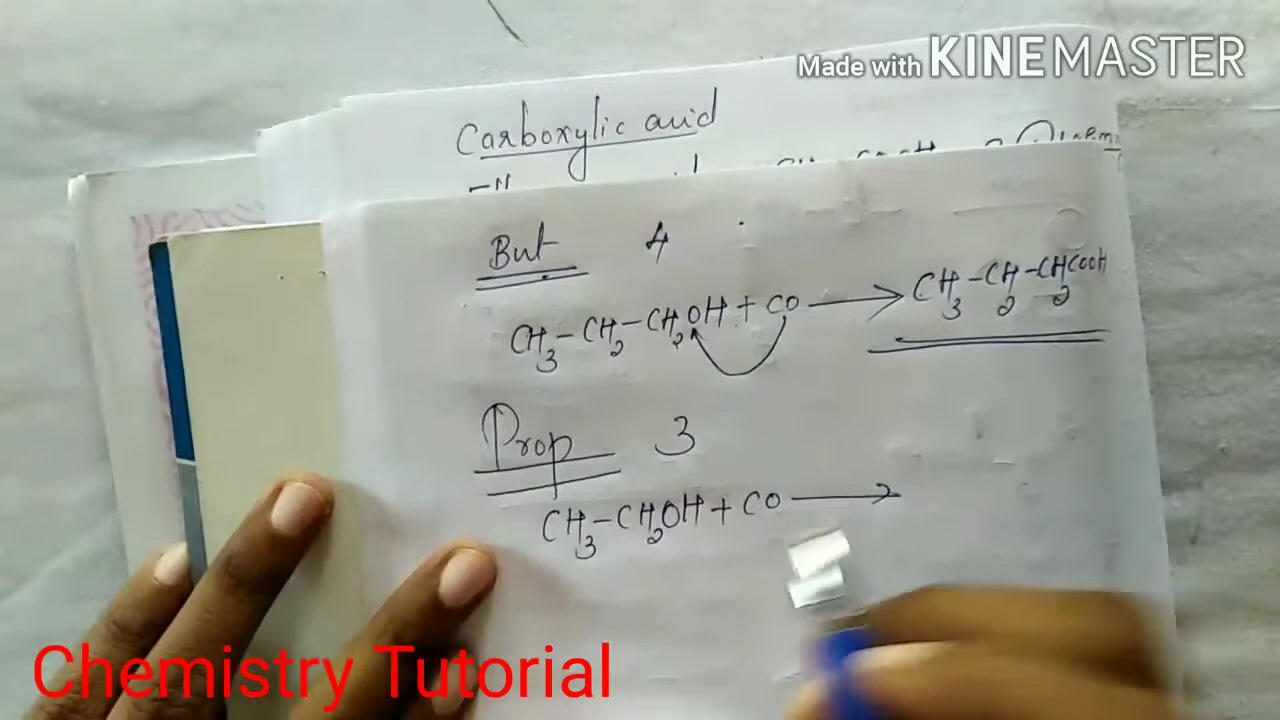 Made with KINEMASTER
Carboxylic acid
But 4
CH3-CH2-CH2OH + CO ⟶ CH3-CH2-CH2COOH
Prop 3
CH3-CH2OH + CO ⟶
Chemistry Tutorial